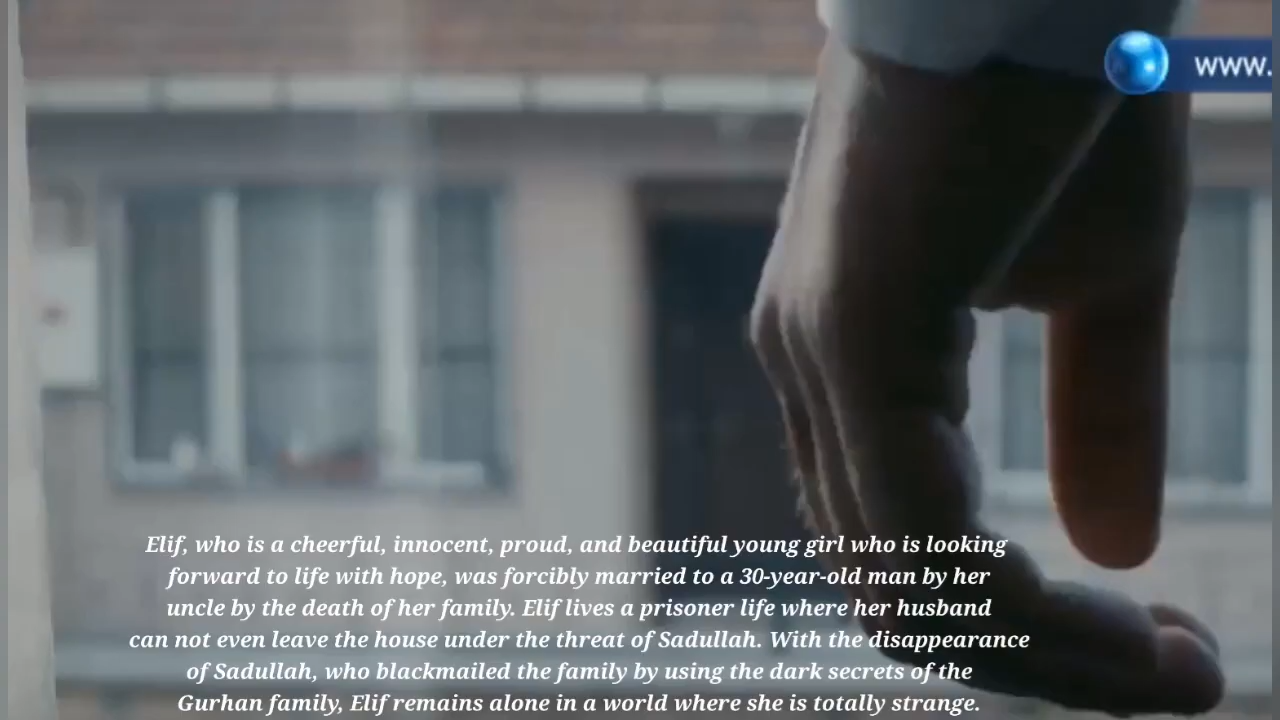 www.
Elif, who is a cheerful, innocent, proud, and beautiful young girl who is looking
forward to life with hope, was forcibly married to a 30-year-old man by her
uncle by the death of her family. Elif lives a prisoner life where her husband
can not even leave the house under the threat of Sadullah. With the disappearance
of Sadullah, who blackmailed the family by using the dark secrets of the
Gurhan family, Elif remains alone in a world where she is totally strange.